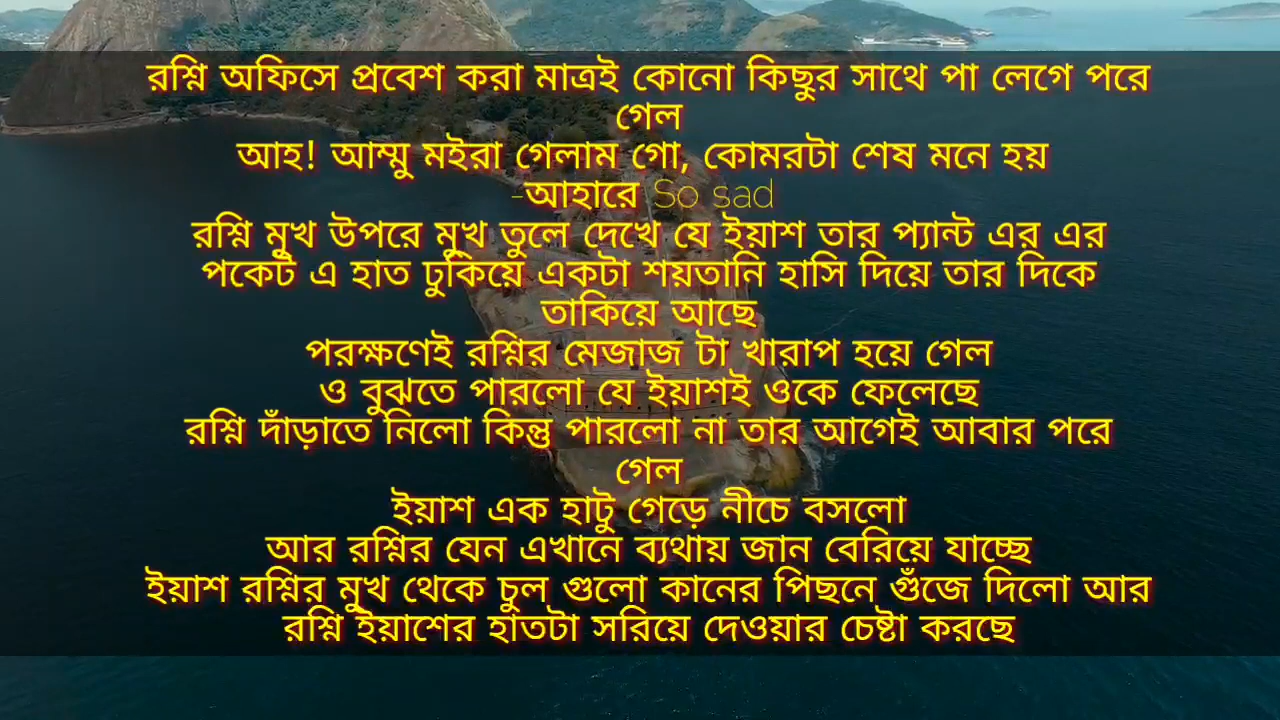 রশ্নি অফিসে প্রবেশ করা মাত্রই কোনো কিছুর সাথে পা লেগে পরে
গেল
আহ! আম্মু মইরা গেলাম গো, কোমরটা শেষ মনে হয়
-আহারে So sad
রশ্নি মুখ উপরে মুখ তুলে দেখে যে ইয়াশ তার প্যান্ট এর এর
পকেট এ হাত ঢুকিয়ে একটা শয়তানি হাসি দিয়ে তার দিকে
তাকিয়ে আছে
পরক্ষণেই রশ্নির মেজাজ টা খারাপ হয়ে গেল
ও বুঝতে পারলো যে ইয়াশই ওকে ফেলেছে
রশ্নি দাঁড়াতে নিলো কিন্তু পারলো না তার আগেই আবার পরে
গেল
ইয়াশ এক হাটু গেড়ে নীচে বসলো
আর রশ্নির যেন এখানে ব্যথায় জান বেরিয়ে যাচ্ছে
ইয়াশ রশ্নির মুখ থেকে চুল গুলো কানের পিছনে গুঁজে দিলো আর
রশ্নি ইয়াশের হাতটা সরিয়ে দেওয়ার চেষ্টা করছে